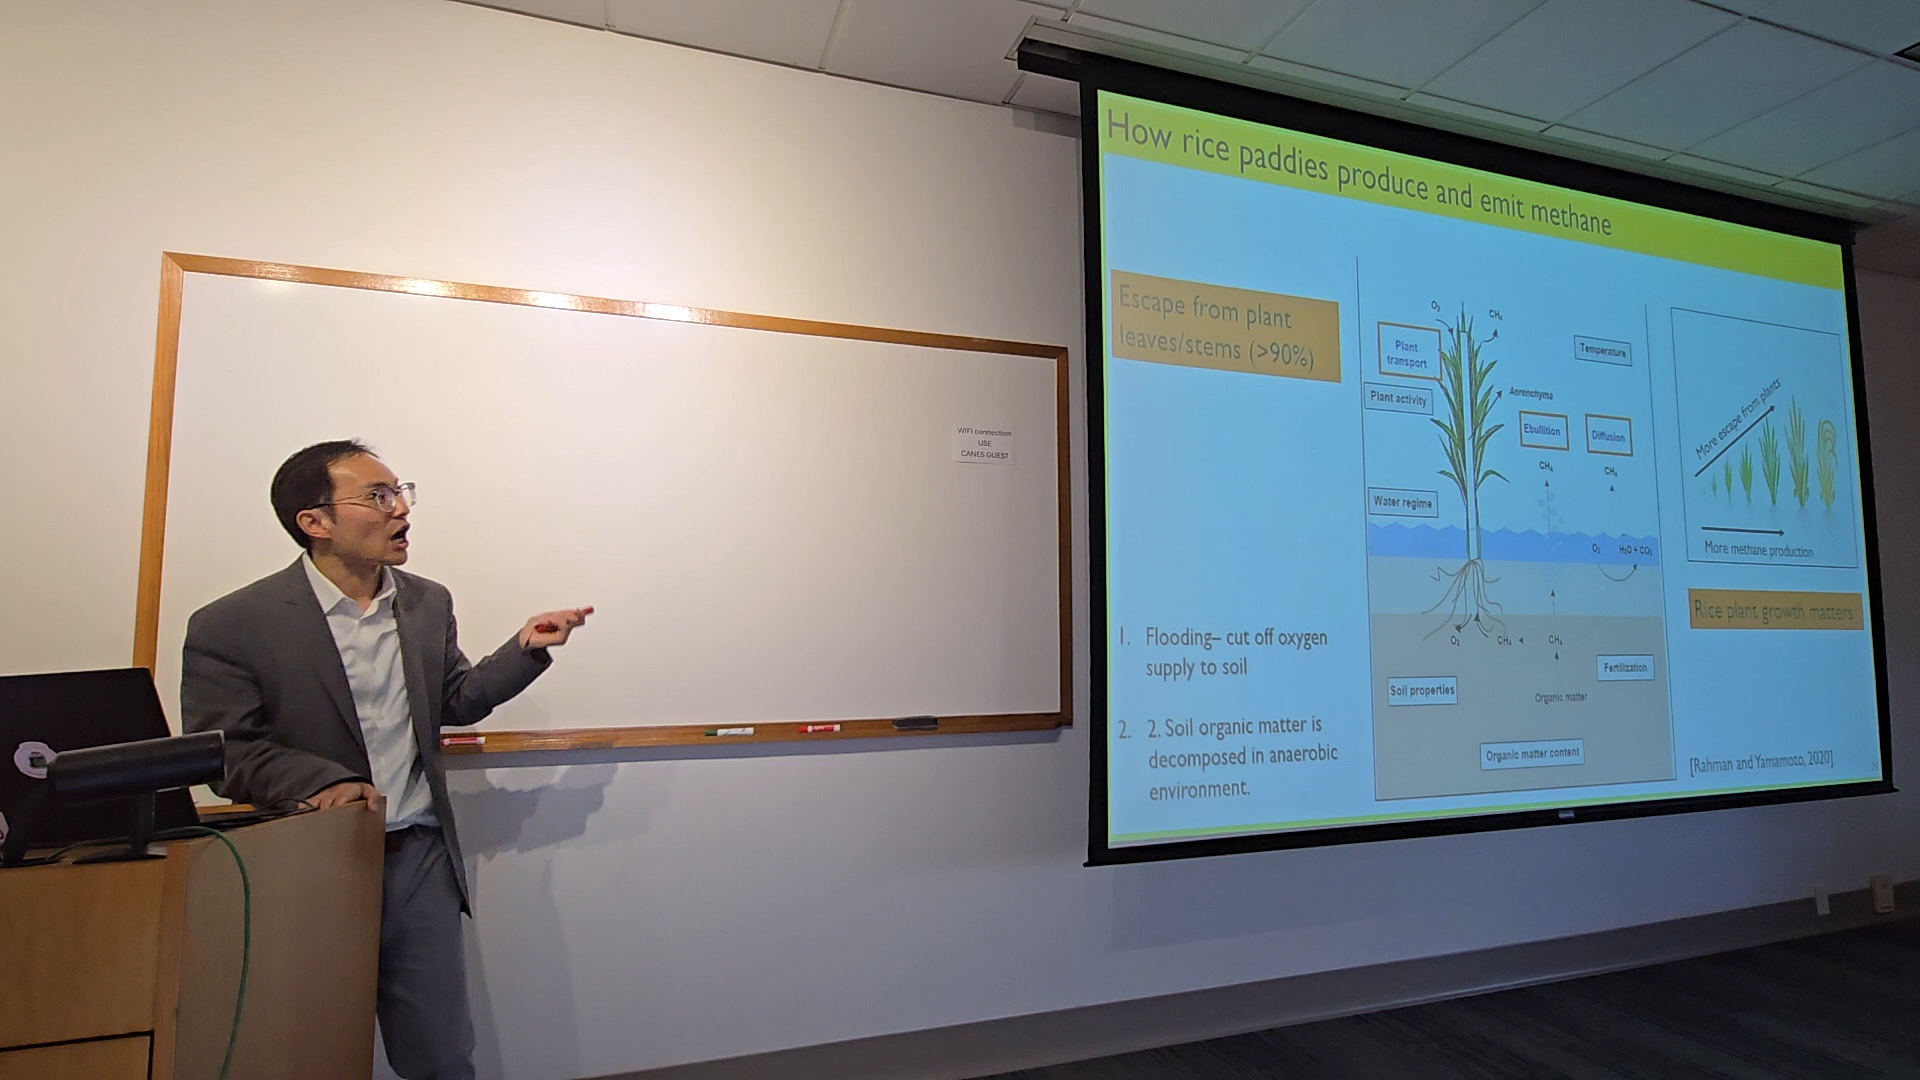 WIFI connection
USE
CANES GUEST
How rice paddies produce and emit methane
Escape from plant
leaves/stems (>90%)
1. Flooding– cut off oxygen
supply to soil
2. 2. Soil organic matter is
decomposed in anaerobic
environment.
O₂
CH₄
Plant
transport
Temperature
Plant activity
Aerenchyma
Ebullition
Diffusion
CH₄
CH₄
Water regime
O₂
H₂O + CO₂
O₂
CH₄
CH₄
Fertilization
Soil properties
Organic matter
Organic matter content
More escape from plants
More methane production
Rice plant growth matters
[Rahman and Yamamoto, 2020]